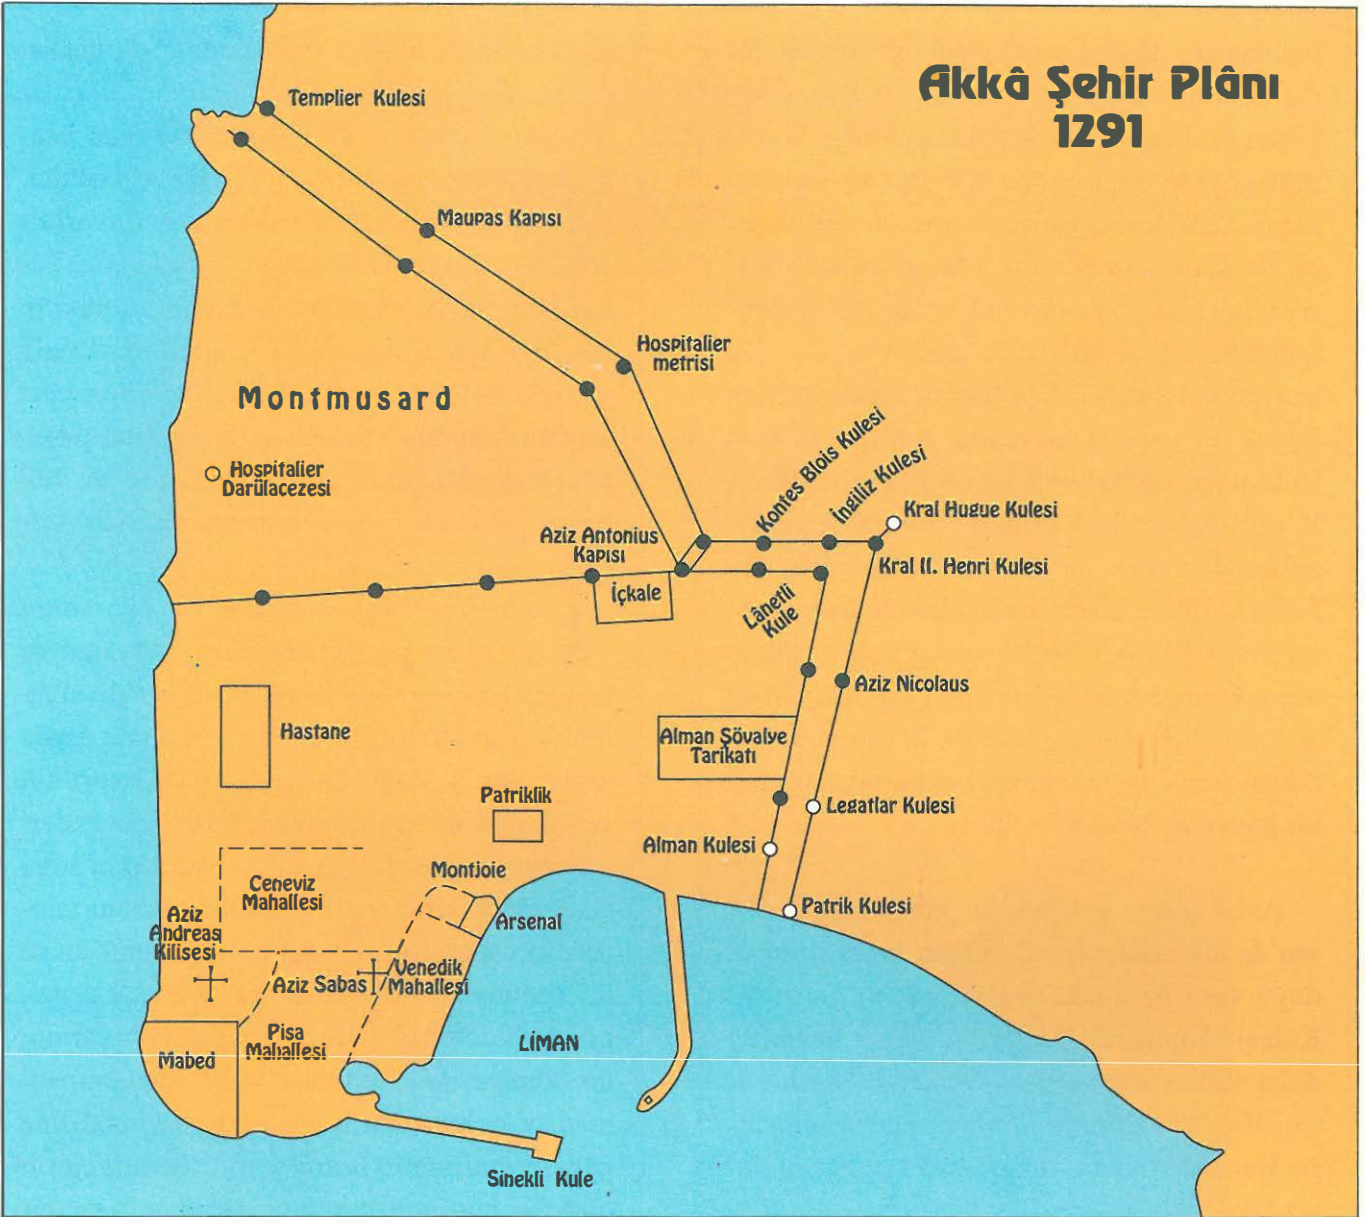 Akkâ Şehir Plânı
1291
Templier Kulesi
Maupas Kapısı
Hospitalier
metrisi
Montmusard
Hospitalier
Darülacezesi
Kontes Blois Kulesi
İngiliz Kulesi
Kral Hugue Kulesi
Aziz Antonius
Kapısı
Kral II. Henri Kulesi
İçkale
Lânetli
Kule
Aziz Nicolaus
Hastane
Alman Şövalye
Tarikatı
Patriklik
Legatlar Kulesi
Alman Kulesi
Montjoie
Ceneviz
Mahallesi
Patrik Kulesi
Aziz
Andreas
Kilisesi
Arsenal
Aziz Sabas
Venedik
Mahallesi
Pisa
Mahallesi
LİMAN
Mabed
Sinekli Kule